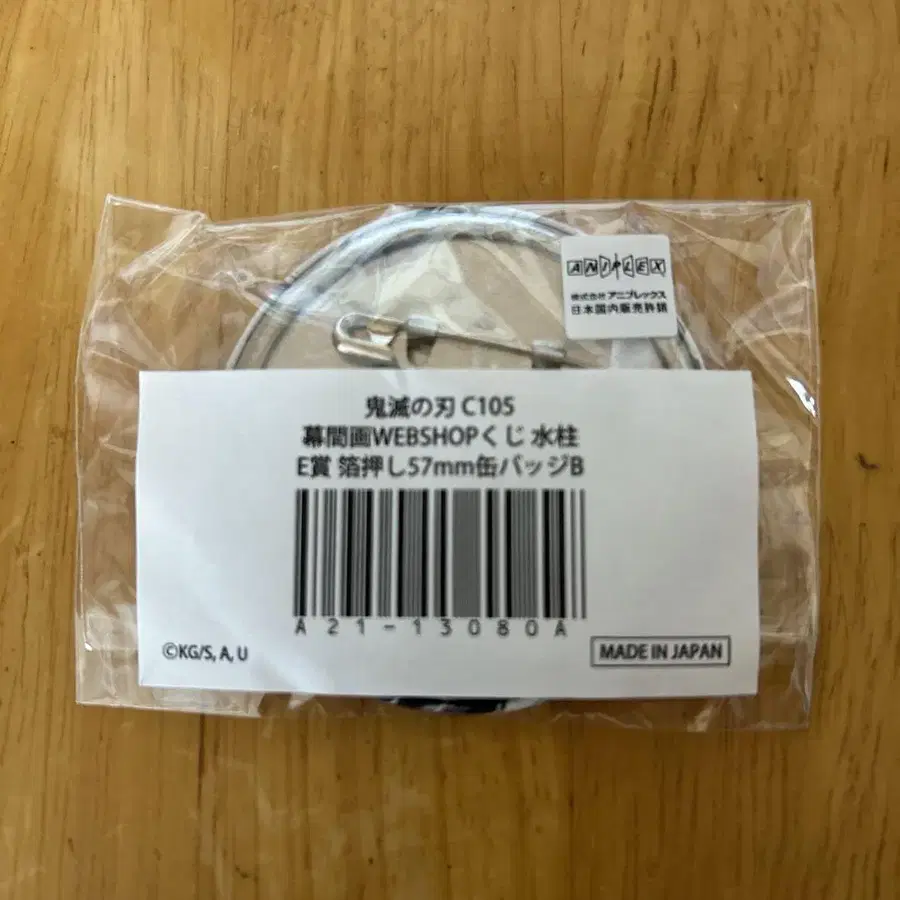 ANIPLEX
株式会社 アニプレックス
日本国内販売許諾
鬼滅の刃 C105
幕間画WEBSHOPくじ 水柱
E賞 箔押し57mm缶バッジB
A21-13080A
©KG/S, A, U
MADE IN JAPAN